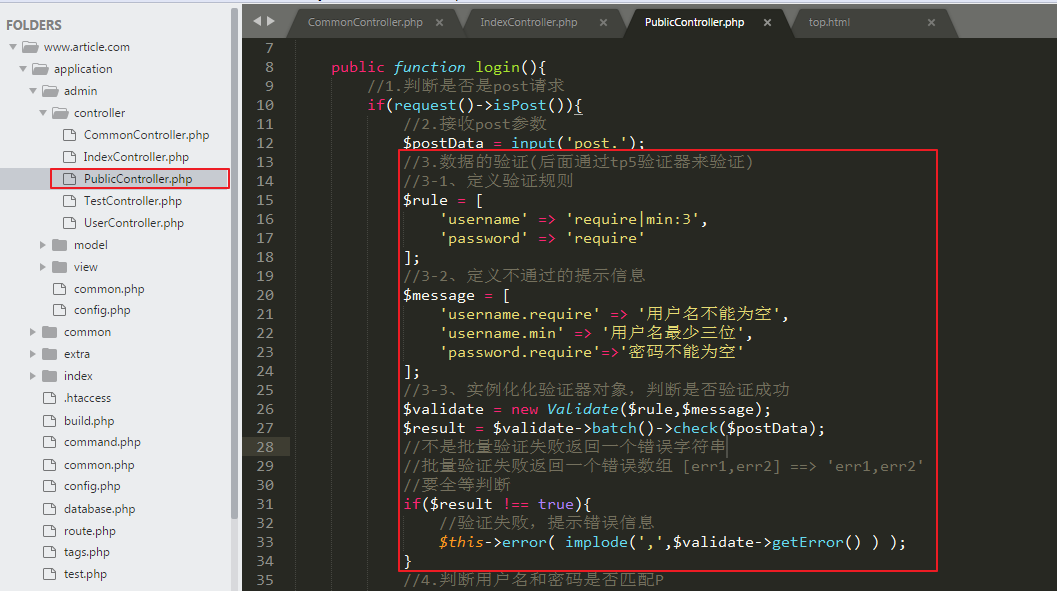 FOLDERS
www.article.com
application
admin
controller
CommonController.php
IndexController.php
PublicController.php
TestController.php
UserController.php
model
view
common.php
config.php
common
extra
index
.htaccess
build.php
command.php
common.php
config.php
database.php
route.php
tags.php
test.php
CommonController.php × IndexController.php × PublicController.php × top.html ×
7
8 public function login(){
9 //1.判断是否是post请求
10 if(request()->isPost()){
11 //2.接收post参数
12 $postData = input('post.');
13 //3.数据的验证(后面通过tp5验证器来验证)
14 //3-1、定义验证规则
15 $rule = [
16 'username' => 'require|min:3',
17 'password' => 'require'
18 ];
19 //3-2、定义不通过的提示信息
20 $message = [
21 'username.require' => '用户名不能为空',
22 'username.min' => '用户名最少三位',
23 'password.require'=>'密码不能为空'
24 ];
25 //3-3、实例化化验证器对象，判断是否验证成功
26 $validate = new Validate($rule,$message);
27 $result = $validate->batch()->check($postData);
28 //不是批量验证失败返回一个错误字符串
29 //批量验证失败返回一个错误数组 [err1,err2] ==> 'err1,err2'
30 //要全等判断
31 if($result !== true){
32 //验证失败，提示错误信息
33 $this->error( implode(',',$validate->getError() ) );
34 }
35 //4.判断用户名和密码是否匹配P